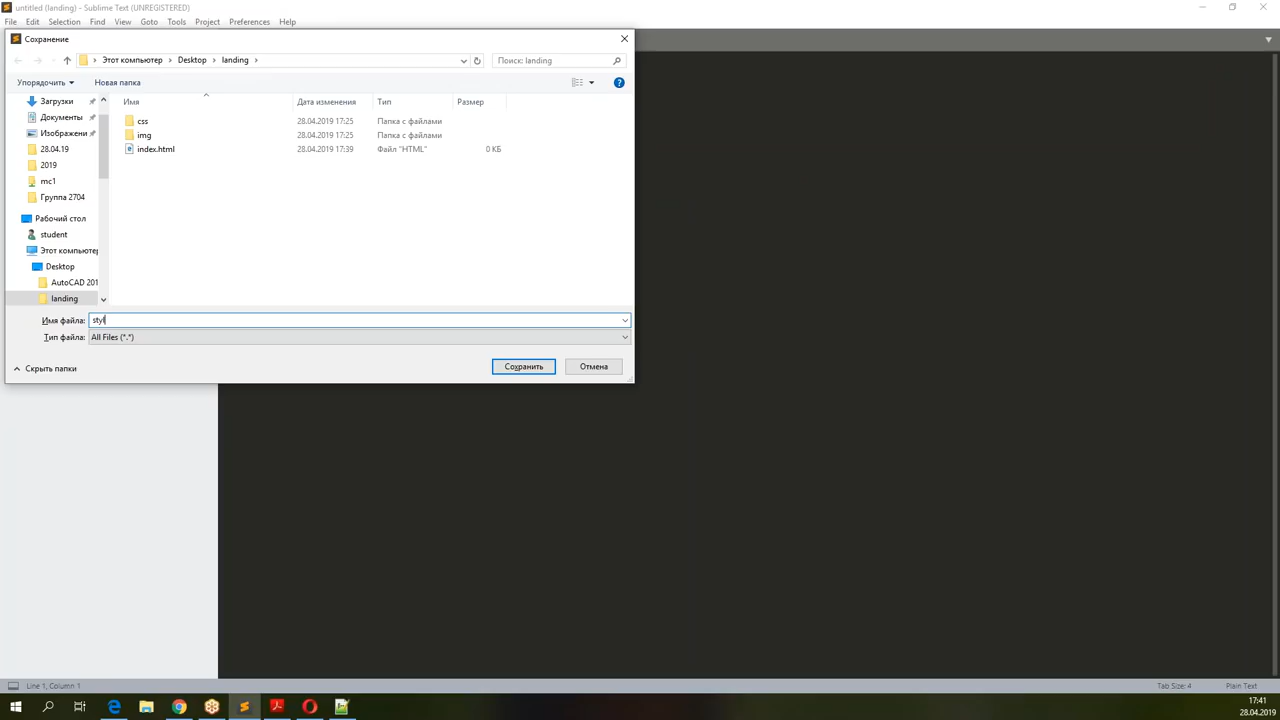 untitled (landing) - Sublime Text (UNREGISTERED)
File Edit Selection Find View Goto Tools Project Preferences Help
Сохранение
Этот компьютер > Desktop > landing >
Поиск: landing
Упорядочить Новая папка
Имя Дата изменения Тип Размер
css 28.04.2019 17:25 Папка с файлами
img 28.04.2019 17:25 Папка с файлами
index.html 28.04.2019 17:39 Файл "HTML" 0 КБ
Загрузки
Документы
Изображени
28.04.19
2019
mc1
Группа 2704
Рабочий стол
student
Этот компьютер
Desktop
AutoCAD 201
landing
Имя файла: styl
Тип файла: All Files (*.*)
Скрыть папки
Сохранить Отмена
Line 1, Column 1 Tab Size: 4 Plain Text
17:41
28.04.2019